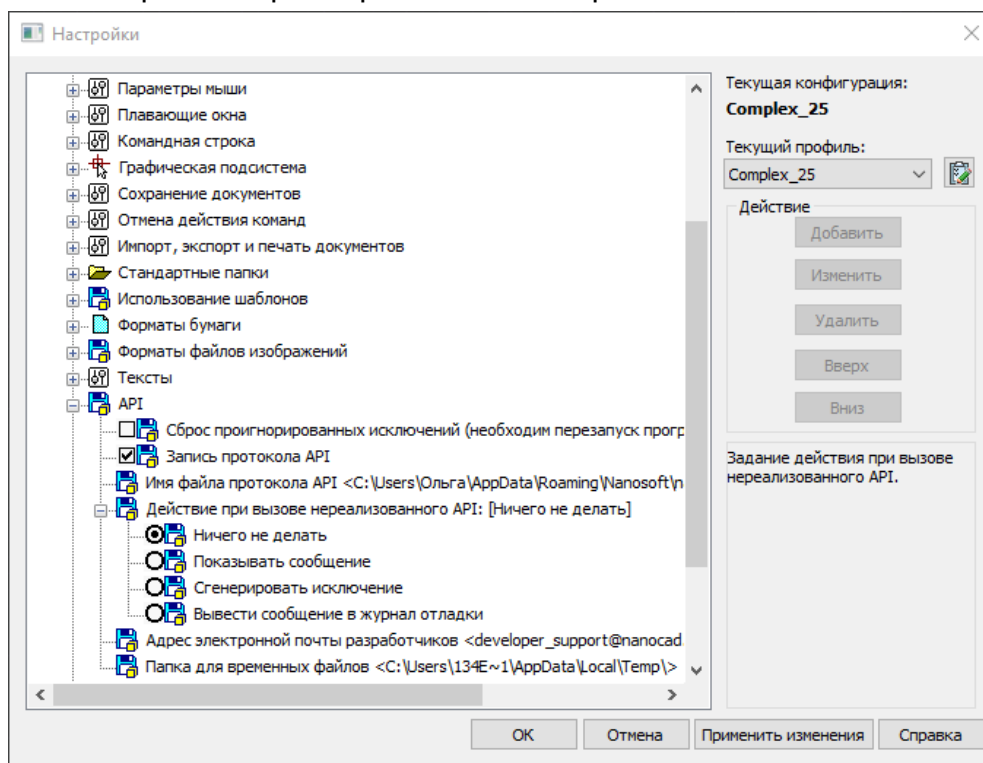 Настройки
Параметры мыши
Плавающие окна
Командная строка
Графическая подсистема
Сохранение документов
Отмена действия команд
Импорт, экспорт и печать документов
Стандартные папки
Использование шаблонов
Форматы бумаги
Форматы файлов изображений
Тексты
API
Сброс проигнорированных исключений (необходим перезапуск прогр
Запись протокола API
Имя файла протокола API <C:\Users\Ольга\AppData\Roaming\Nanosoft\n
Действие при вызове нереализованного API: [Ничего не делать]
Ничего не делать
Показывать сообщение
Сгенерировать исключение
Вывести сообщение в журнал отладки
Адрес электронной почты разработчиков <developer_support@nanocad
Папка для временных файлов <C:\Users\134E~1\AppData\Local\Temp\>
Текущая конфигурация:
Complex_25
Текущий профиль:
Complex_25
Действие
Добавить
Изменить
Удалить
Вверх
Вниз
Задание действия при вызове
нереализованного API.
ОК
Отмена
Применить изменения
Справка